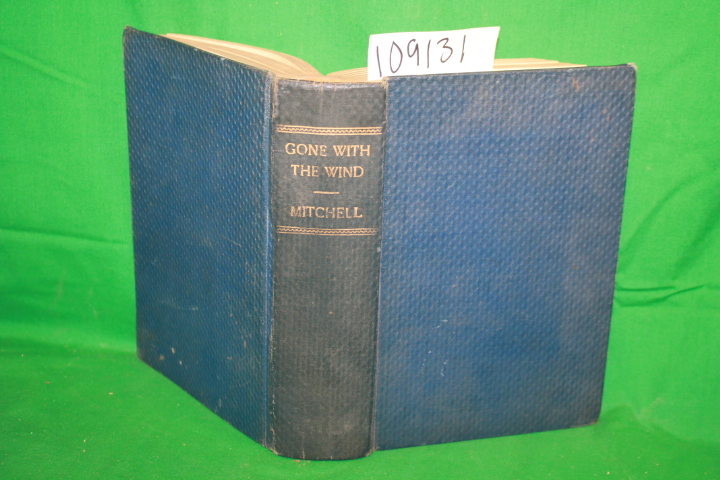 109131
GONE WITH
THE WIND
MITCHELL